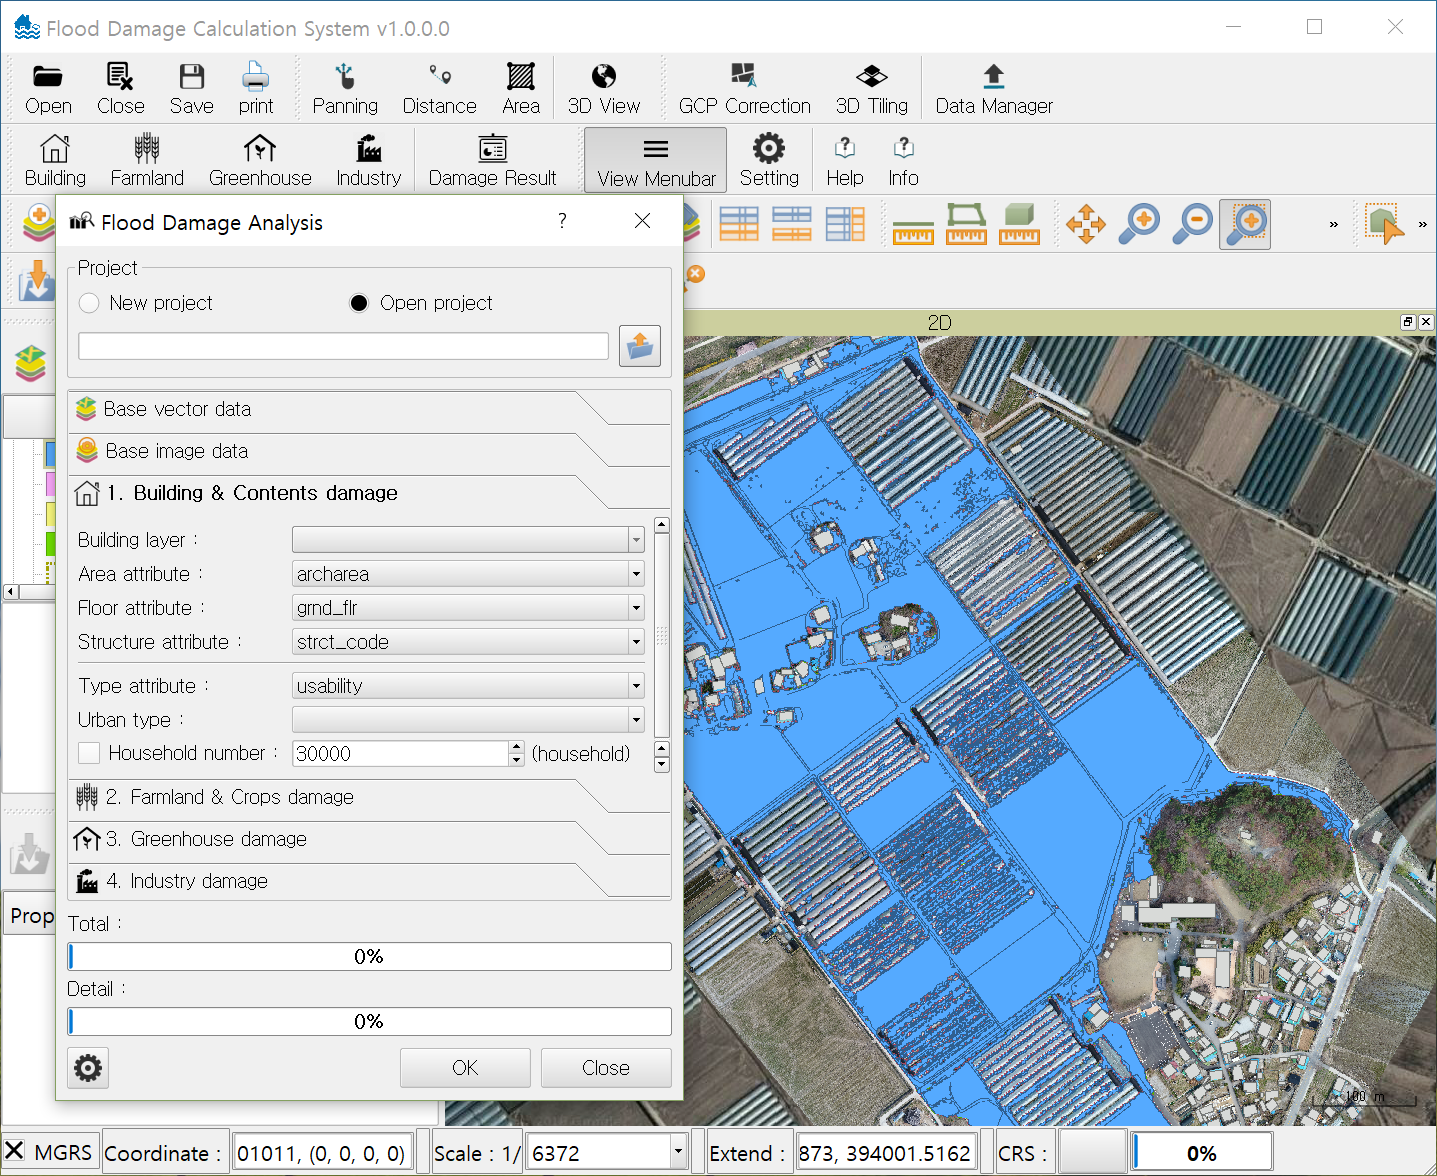 Flood Damage Calculation System v1.0.0.0
Open Close Save print Panning Distance Area 3D View GCP Correction 3D Tiling Data Manager
Building Farmland Greenhouse Industry Damage Result View Menubar Setting Help Info
Flood Damage Analysis ?
» »
Project
New project Open project
2D
Base vector data
Base image data
1. Building & Contents damage
Building layer :
Area attribute : archarea
Floor attribute : grnd_flr
Structure attribute : strct_code
Type attribute : usability
Urban type :
Household number : 30000 (household)
2. Farmland & Crops damage
3. Greenhouse damage
4. Industry damage
Prop
Total :
0%
Detail :
0%
OK Close
100 m
MGRS Coordinate : 01011, (0, 0, 0, 0) Scale : 1/ 6372 Extend : 873, 394001.5162 CRS : 0%